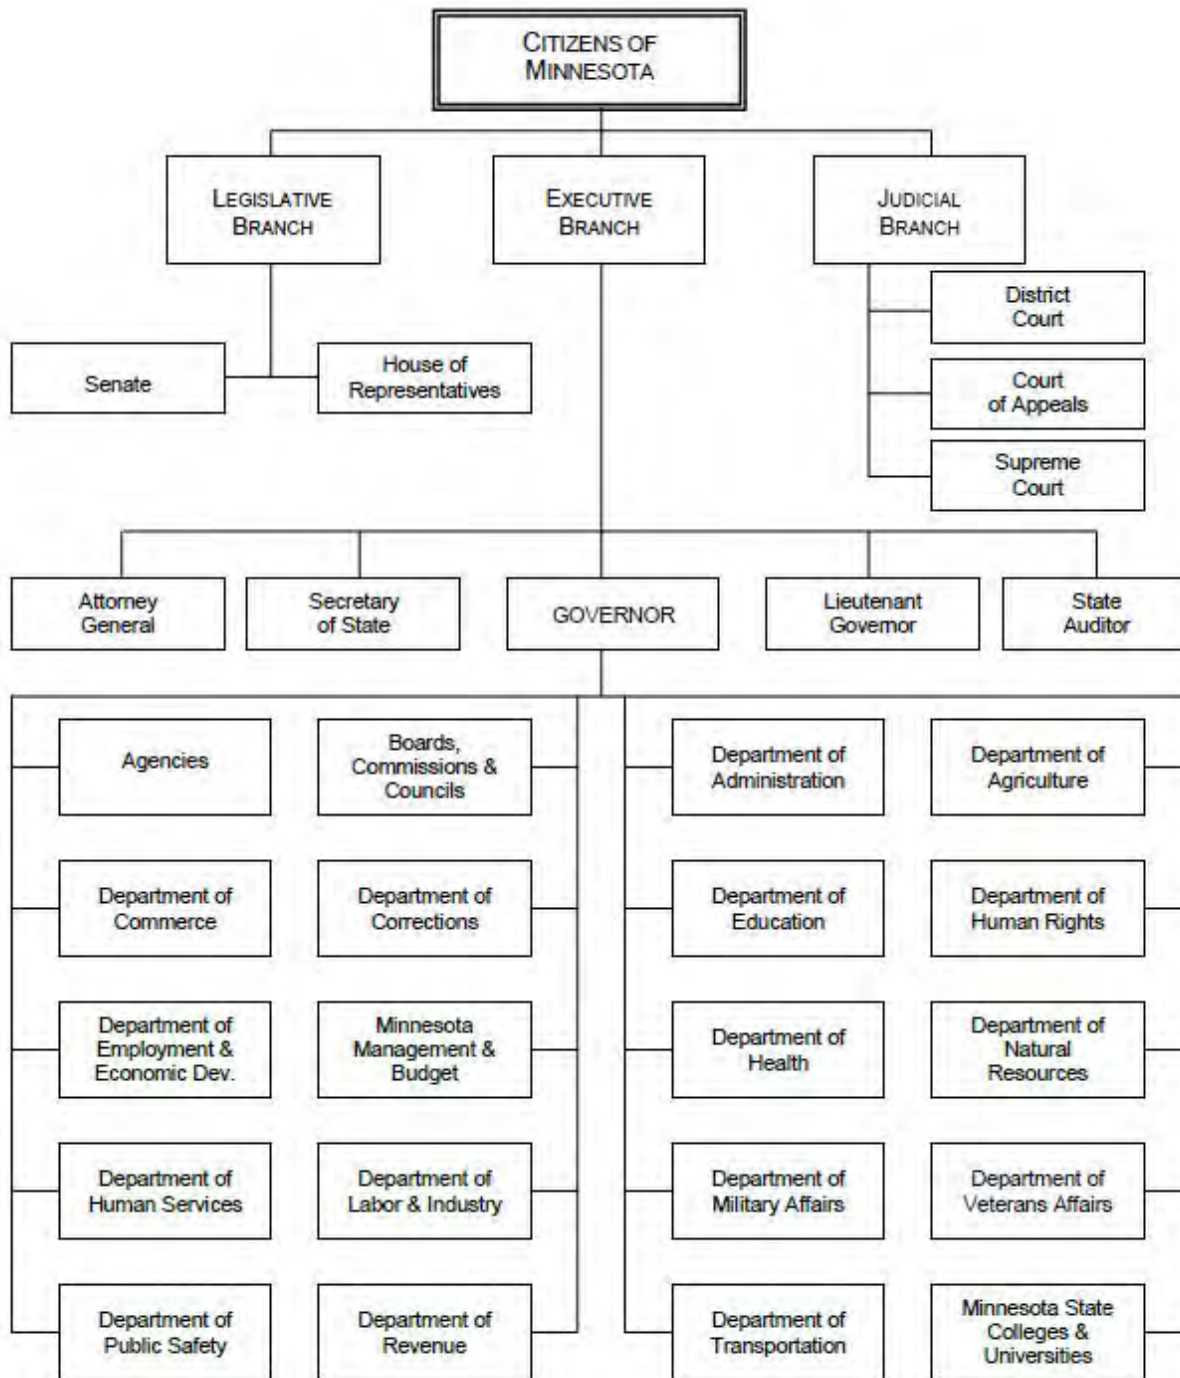 CITIZENS OF
MINNESOTA
LEGISLATIVE
BRANCH
EXECUTIVE
BRANCH
JUDICIAL
BRANCH
District
Court
Senate
House of
Representatives
Court
of Appeals
Supreme
Court
Attorney
General
Secretary
of State
GOVERNOR
Lieutenant
Governor
State
Auditor
Agencies
Boards,
Commissions &
Councils
Department of
Administration
Department of
Agriculture
Department of
Commerce
Department of
Corrections
Department of
Education
Department of
Human Rights
Department of
Employment &
Economic Dev.
Minnesota
Management &
Budget
Department of
Health
Department of
Natural
Resources
Department of
Human Services
Department of
Labor & Industry
Department of
Military Affairs
Department of
Veterans Affairs
Department of
Public Safety
Department of
Revenue
Department of
Transportation
Minnesota State
Colleges &
Universities